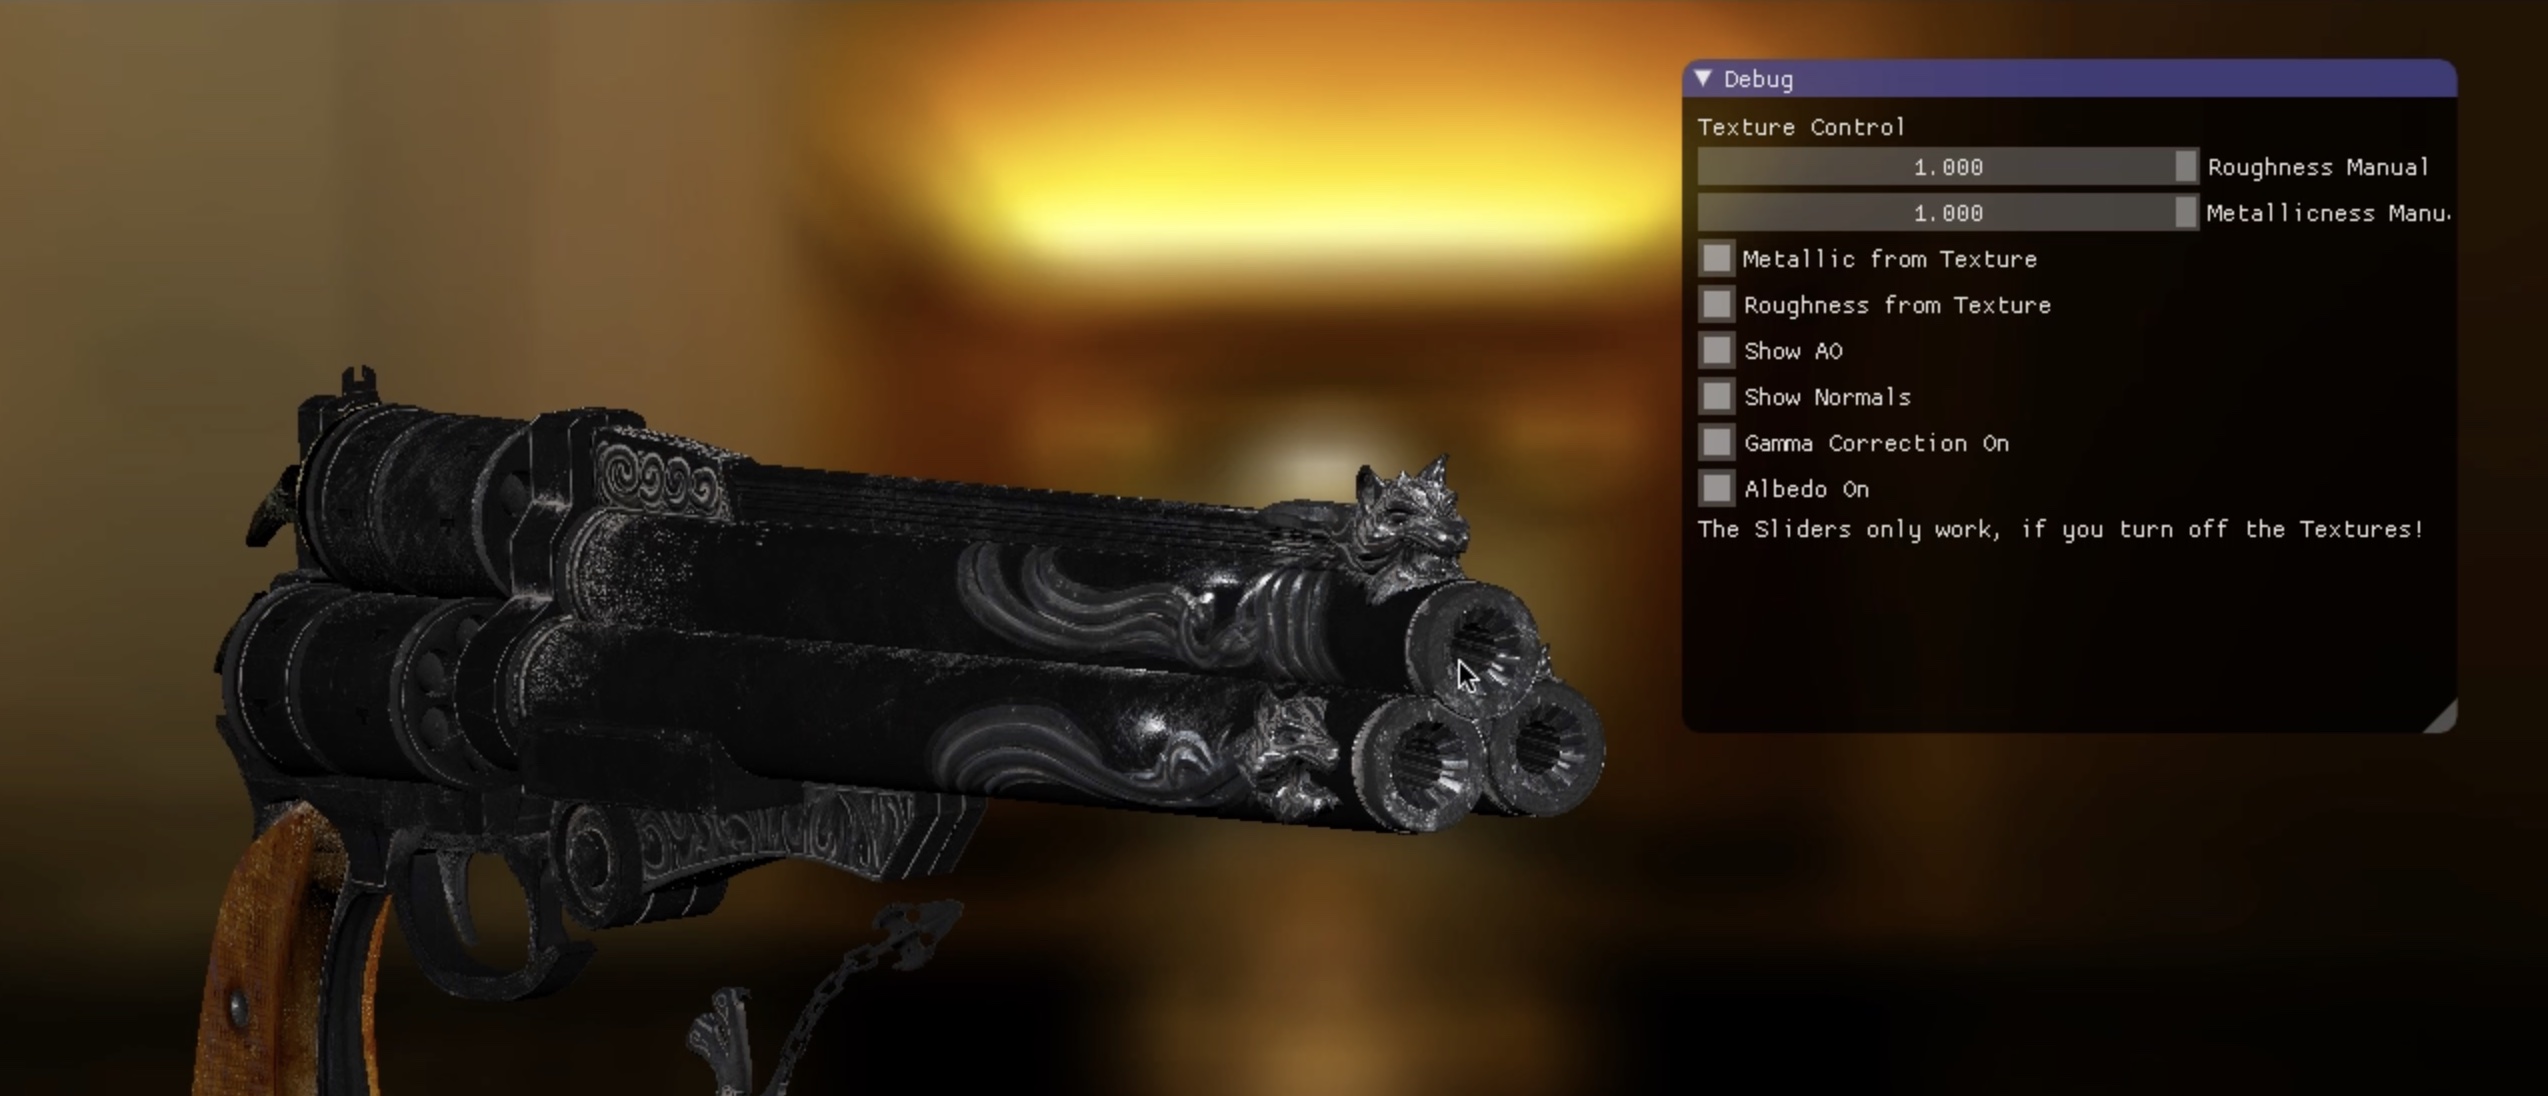 Debug
Texture Control
1.000 Roughness Manual
1.000 Metallicness Manu
Metallic from Texture
Roughness from Texture
Show AO
Show Normals
Gamma Correction On
Albedo On
The Sliders only work, if you turn off the Textures!